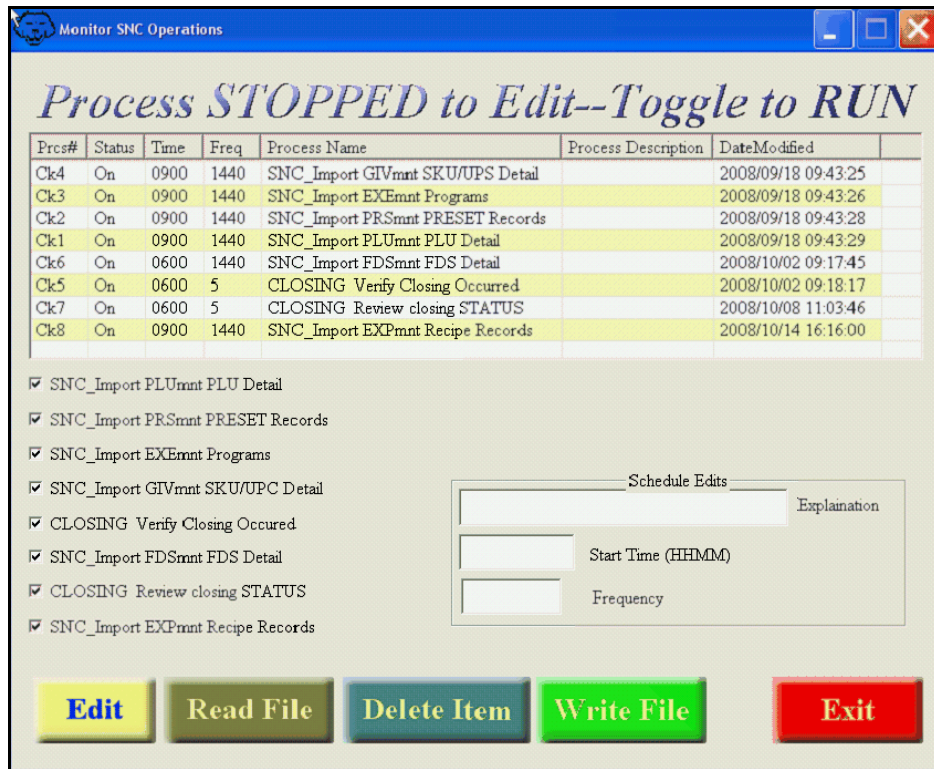 Monitor SNC Operations
Process STOPPED to Edit--Toggle to RUN
Prcs# Status Time Freq Process Name Process Description DateModified
Ck4 On 0900 1440 SNC_Import GIVmnt SKU/UPS Detail 2008/09/18 09:43:25
Ck3 On 0900 1440 SNC_Import EXEmnt Programs 2008/09/18 09:43:26
Ck2 On 0900 1440 SNC_Import PRSmnt PRESET Records 2008/09/18 09:43:28
Ck1 On 0900 1440 SNC_Import PLUmnt PLU Detail 2008/09/18 09:43:29
Ck6 On 0600 1440 SNC_Import FDSmnt FDS Detail 2008/10/02 09:17:45
Ck5 On 0600 5 CLOSING Verify Closing Occurred 2008/10/02 09:18:17
Ck7 On 0600 5 CLOSING Review closing STATUS 2008/10/08 11:03:46
Ck8 On 0900 1440 SNC_Import EXPmnt Recipe Records 2008/10/14 16:16:00
SNC_Import PLUmnt PLU Detail
SNC_Import PRSmnt PRESET Records
SNC_Import EXEmnt Programs
SNC_Import GIVmnt SKU/UPC Detail
CLOSING Verify Closing Occured
SNC_Import FDSmnt FDS Detail
CLOSING Review closing STATUS
SNC_Import EXPmnt Recipe Records
Schedule Edits
Explaination
Start Time (HHMM)
Frequency
Edit Read File Delete Item Write File Exit